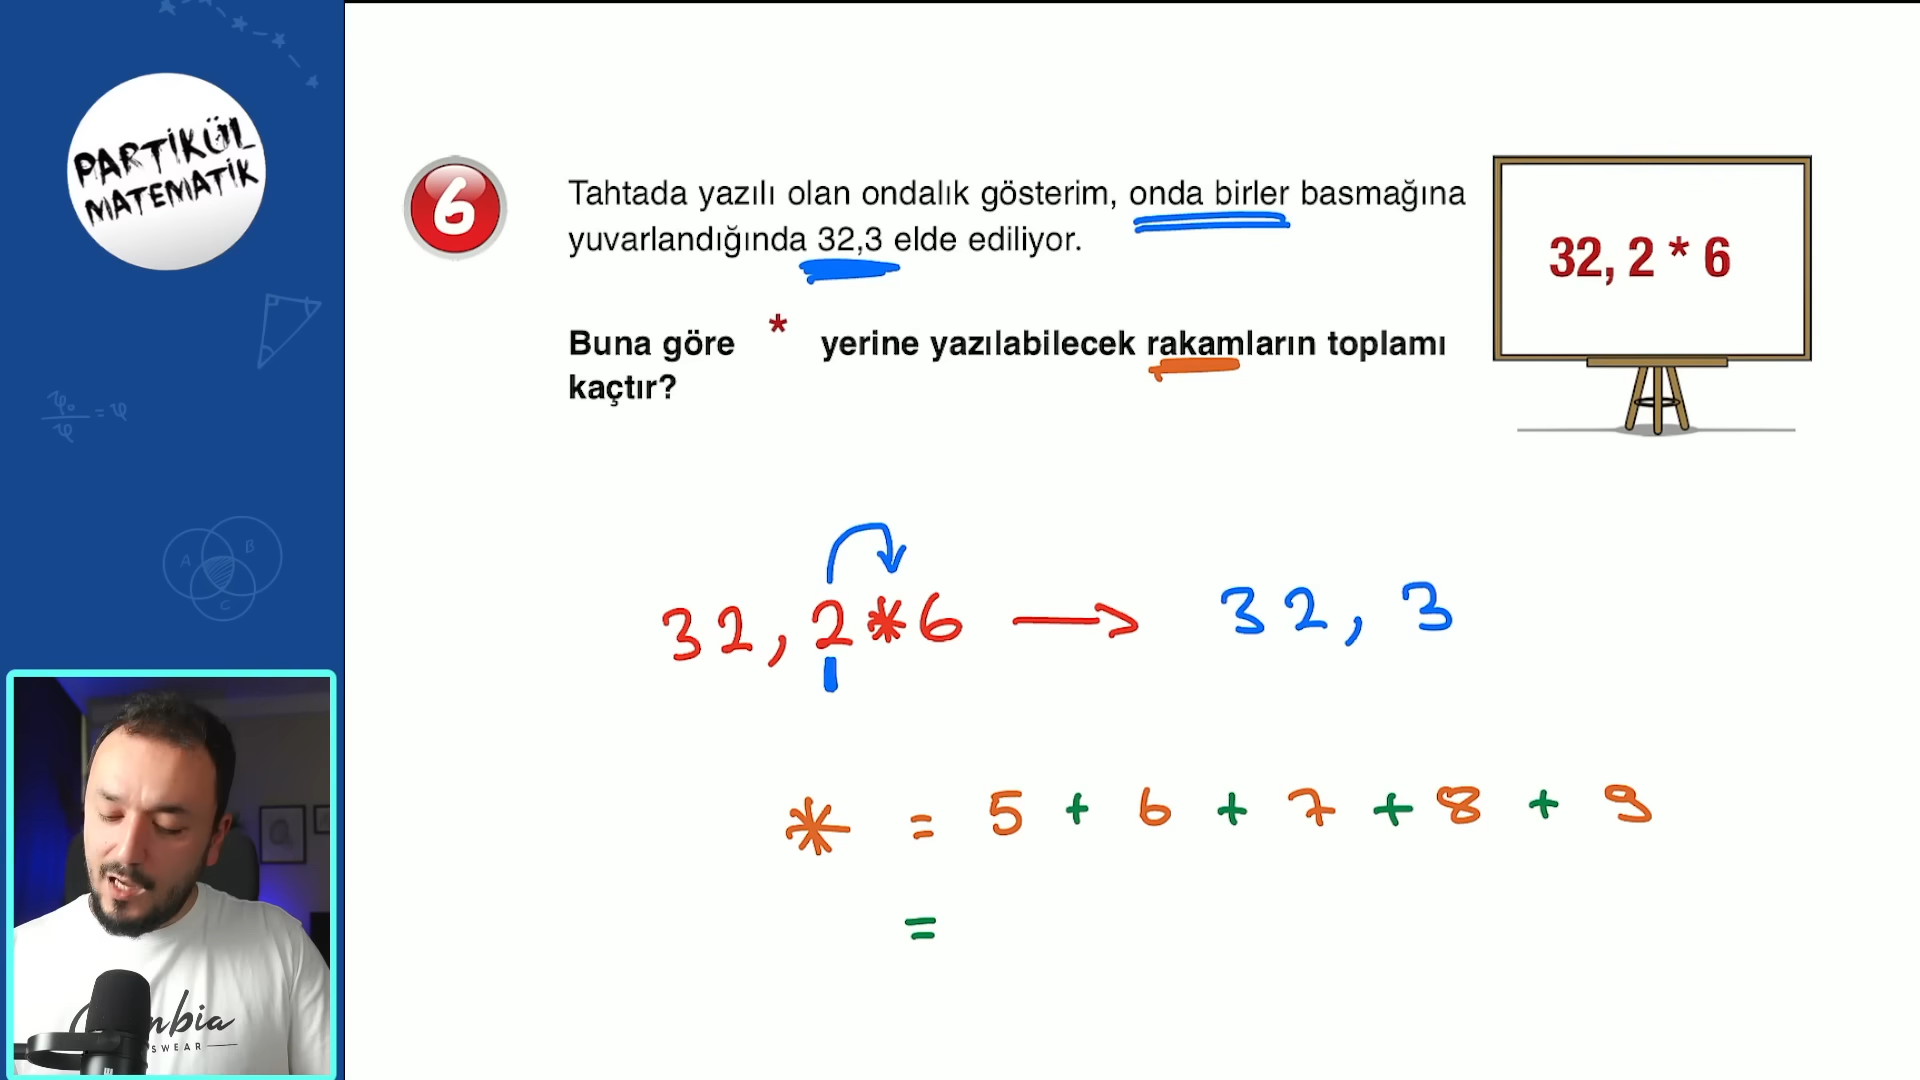 PARTİKÜL
MATEMATİK
6
Tahtada yazılı olan ondalık gösterim, onda birler basmağına
yuvarlandığında 32,3 elde ediliyor.
Buna göre * yerine yazılabilecek rakamların toplamı
kaçtır?
32, 2 * 6
32,2*6 → 32,3
* = 5 + 6 + 7 + 8 + 9
=
A
B
C